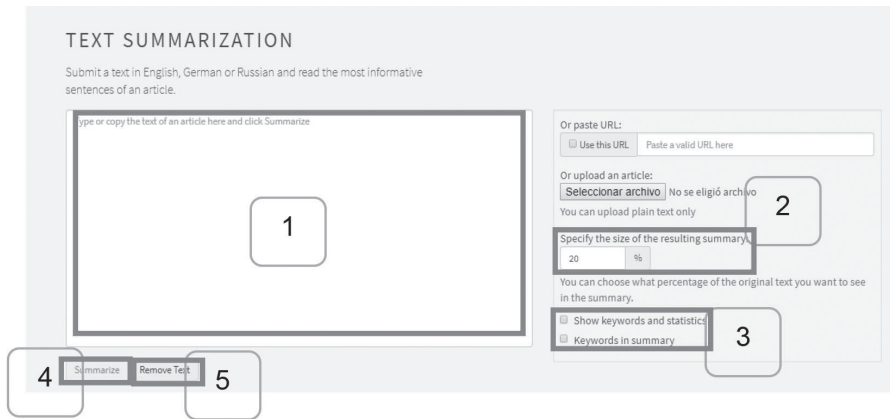 TEXT SUMMARIZATION
Submit a text in English, German or Russian and read the most informative
sentences of an article.
ype or copy the text of an article here and click Summarize
1
Or paste URL:
Use this URL
Paste a valid URL here
Or upload an article:
Seleccionar archivo No se eligió archivo
You can upload plain text only
2
Specify the size of the resulting summary
20 %
You can choose what percentage of the original text you want to see
in the summary.
Show keywords and statistics
Keywords in summary
3
4
Summarize
Remove Text
5